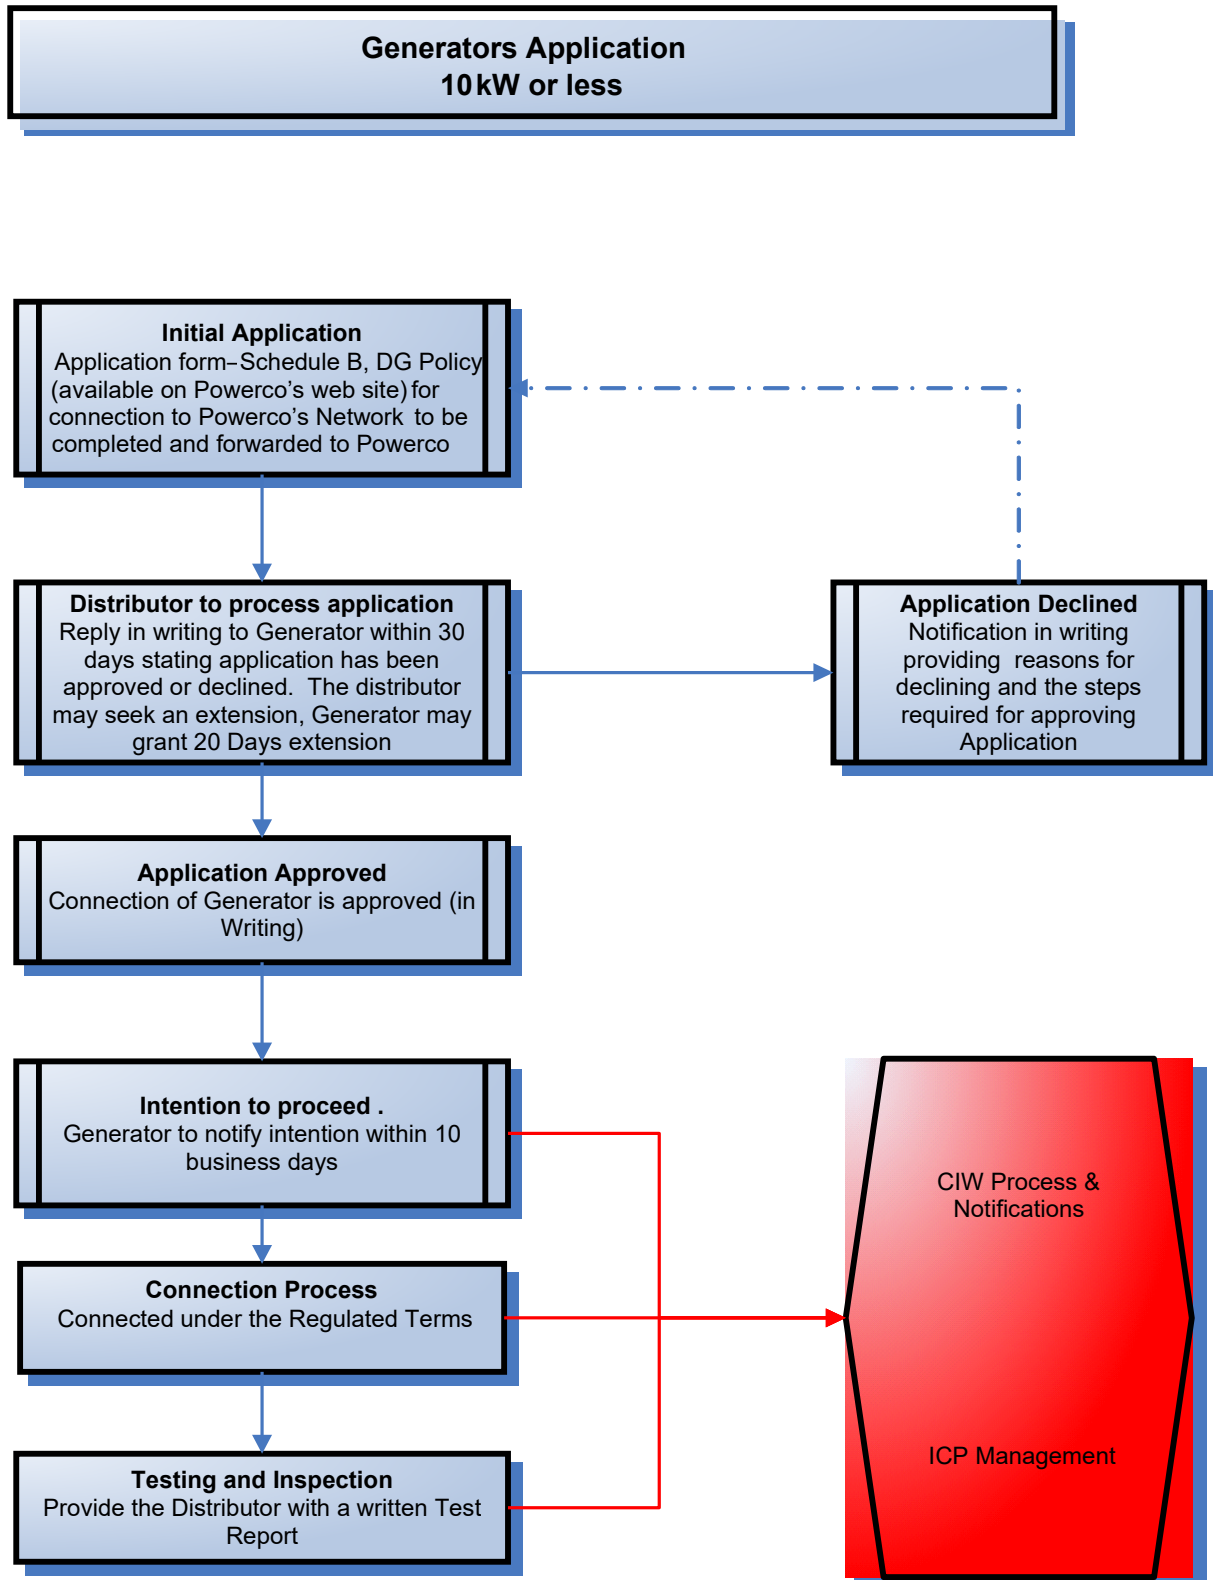 Generators Application
10 kW or less
Initial Application
Application form–Schedule B, DG Policy
(available on Powerco’s web site) for
connection to Powerco’s Network to be
completed and forwarded to Powerco
Distributor to process application
Reply in writing to Generator within 30
days stating application has been
approved or declined. The distributor
may seek an extension, Generator may
grant 20 Days extension
Application Declined
Notification in writing
providing reasons for
declining and the steps
required for approving
Application
Application Approved
Connection of Generator is approved (in
Writing)
Intention to proceed .
Generator to notify intention within 10
business days
Connection Process
Connected under the Regulated Terms
Testing and Inspection
Provide the Distributor with a written Test
Report
CIW Process &
Notifications
ICP Management